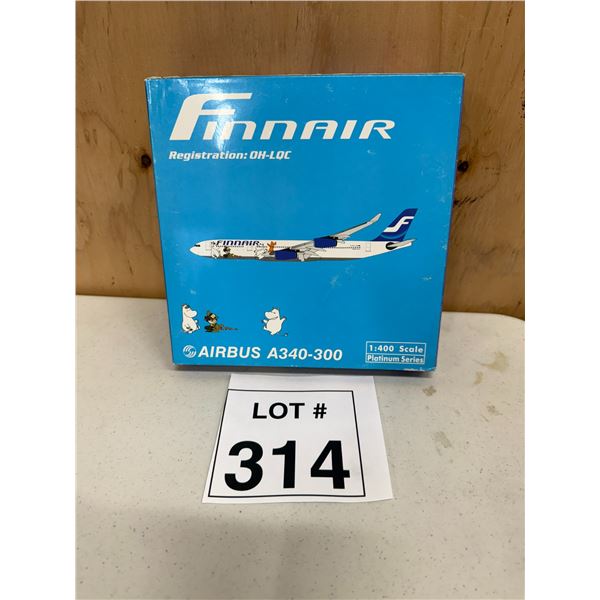 FINNAIR
Registration: OH-LQC
FINNAIR
AIRBUS A340-300
1:400 Scale
Platinum Series
LOT #
314